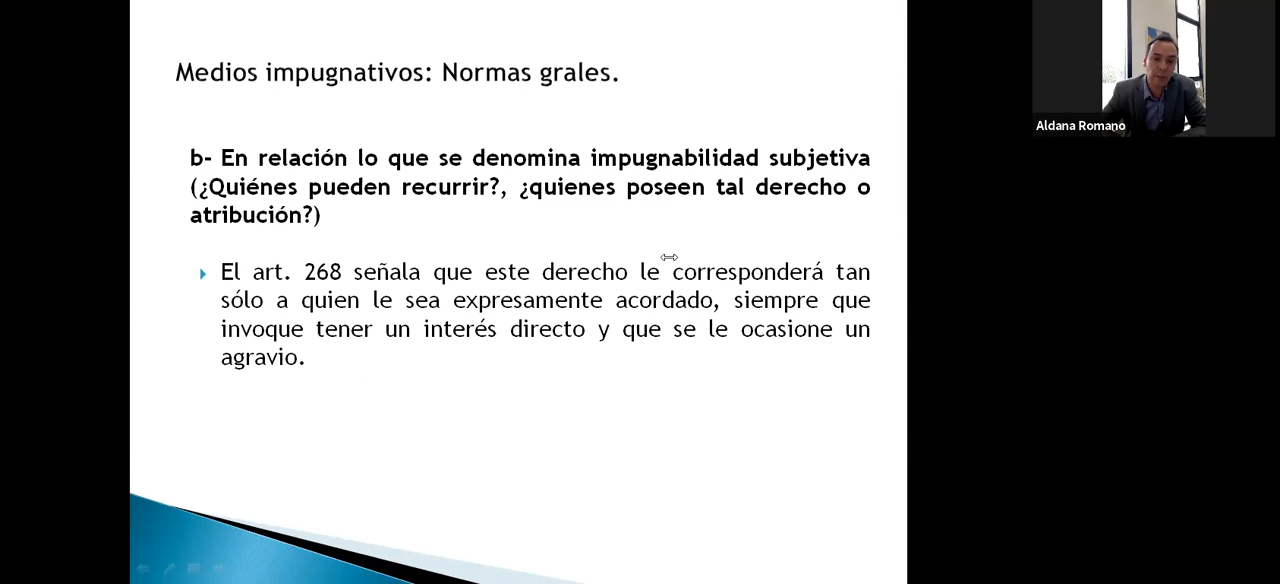 Medios impugnativos: Normas grales.
b- En relación lo que se denomina impugnabilidad subjetiva
(¿Quiénes pueden recurrir?, ¿quienes poseen tal derecho o
atribución?)
El art. 268 señala que este derecho le corresponderá tan
sólo a quien le sea expresamente acordado, siempre que
invoque tener un interés directo y que se le ocasione un
agravio.
Aldana Romano